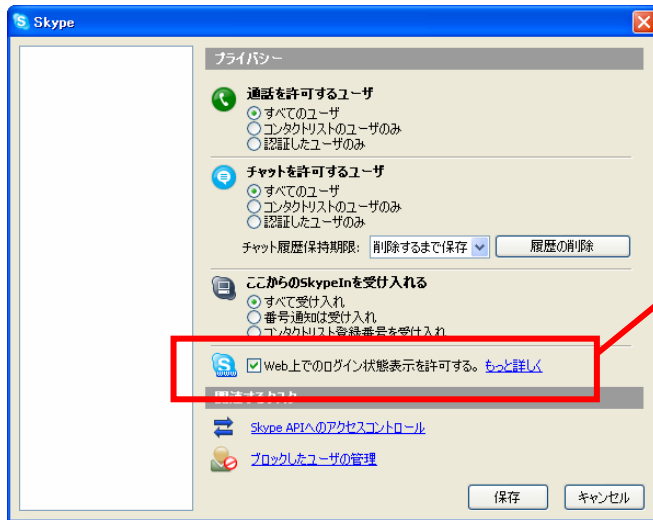 Skype
プライバシー
通話を許可するユーザ
すべてのユーザ
コンタクトリストのユーザのみ
認証したユーザのみ
チャットを許可するユーザ
すべてのユーザ
コンタクトリストのユーザのみ
認証したユーザのみ
チャット履歴保持期限: 削除するまで保存 履歴の削除
ここからのSkypeInを受け入れる
すべて受け入れ
番号通知は受け入れ
コンタクトリスト登録番号を受け入れ
Web上でのログイン状態表示を許可する。もっと詳しく
関連するタスク
Skype APIへのアクセスコントロール
ブロックしたユーザの管理
保存 キャンセル